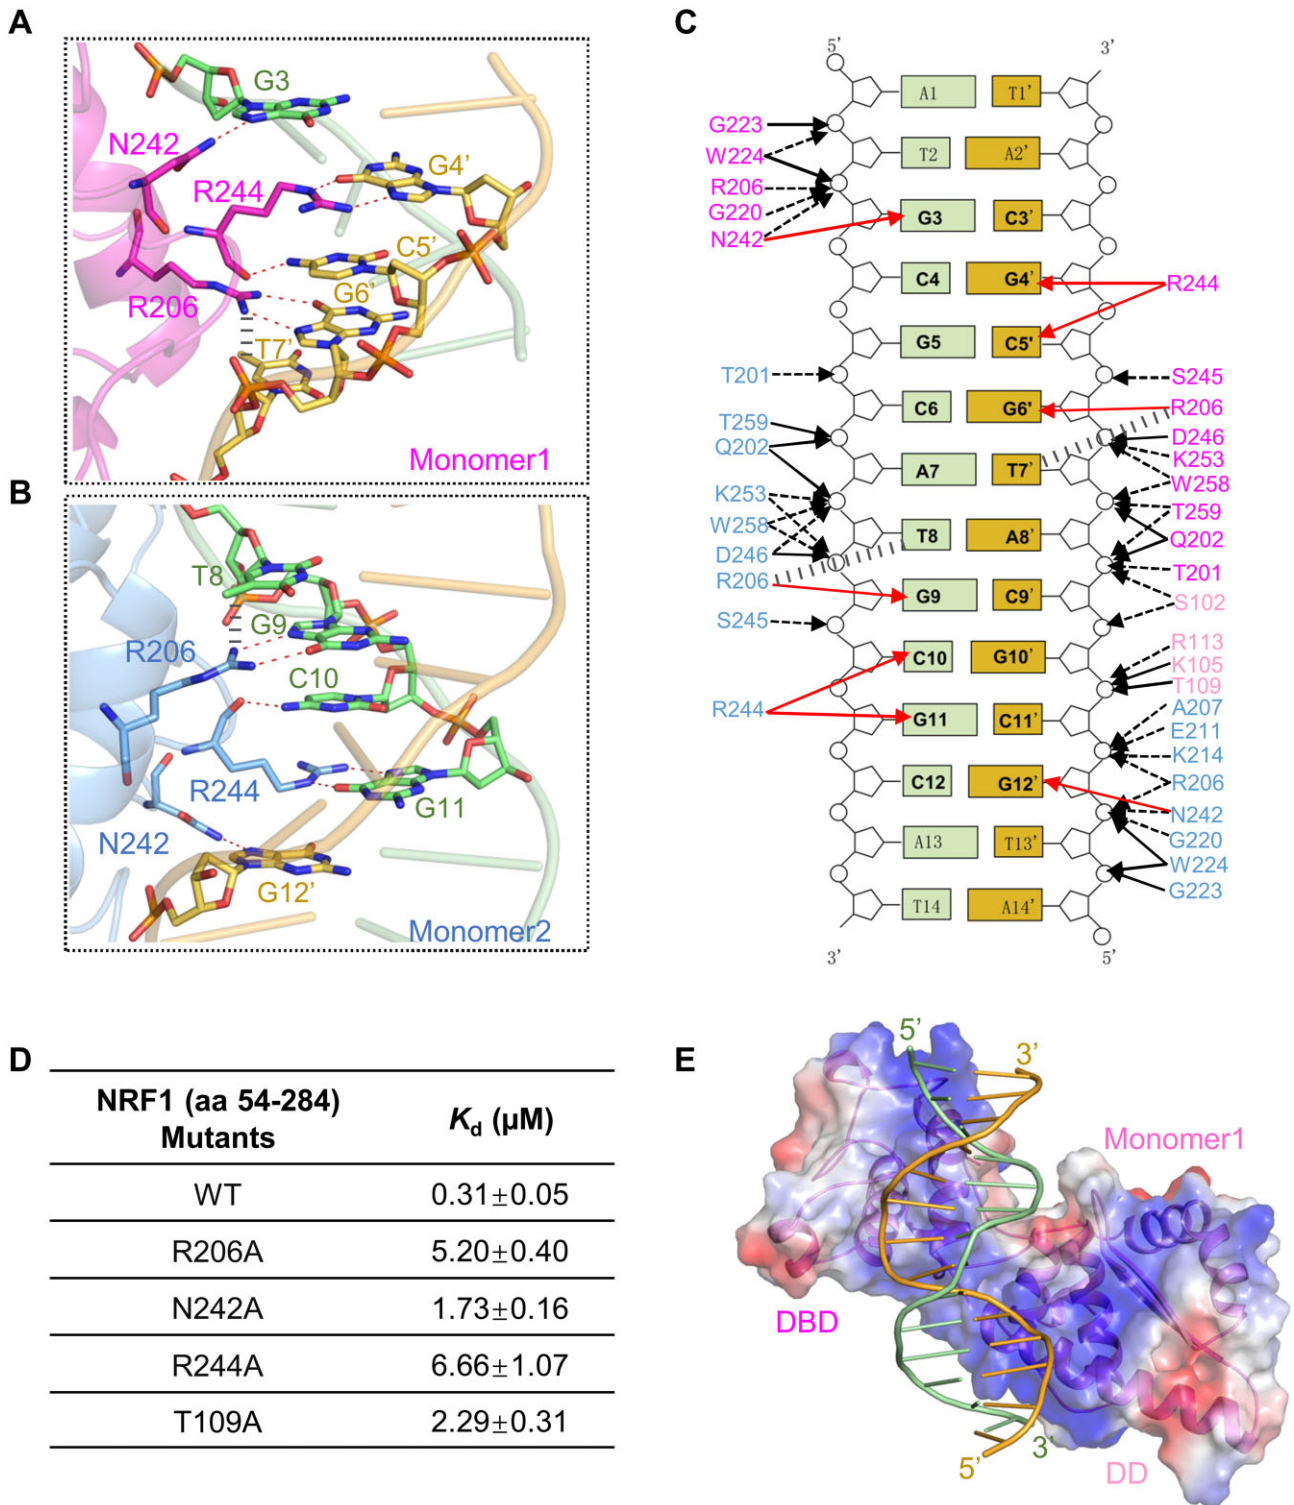 A
G3
N242
G4’
R244
C5’
G6’
R206
T7’
Monomer1
B
T8
G9
R206
C10
R244
G11
N242
G12’
Monomer2
C
5’
3’
A1
T1’
G223
W224
T2
A2’
R206
G220
N242
G3
C3’
C4
G4’
R244
G5
C5'
T201
S245
C6
G6'
R206
T259
Q202
D246
K253
A7
T7’
W258
K253
T259
W258
T8
A8’
Q202
D246
T201
R206
G9
C9’
S102
S245
R113
C10
G10’
K105
T109
R244
G11
C11’
A207
E211
K214
C12
G12’
R206
N242
A13
T13’
G220
W224
G223
T14
A14’
3’
5’
D
NRF1 (aa 54-284)
Mutants
Kd (µM)
WT
0.31±0.05
R206A
5.20±0.40
N242A
1.73±0.16
R244A
6.66±1.07
T109A
2.29±0.31
E
5’
3’
Monomer1
DBD
3’
5’
DD